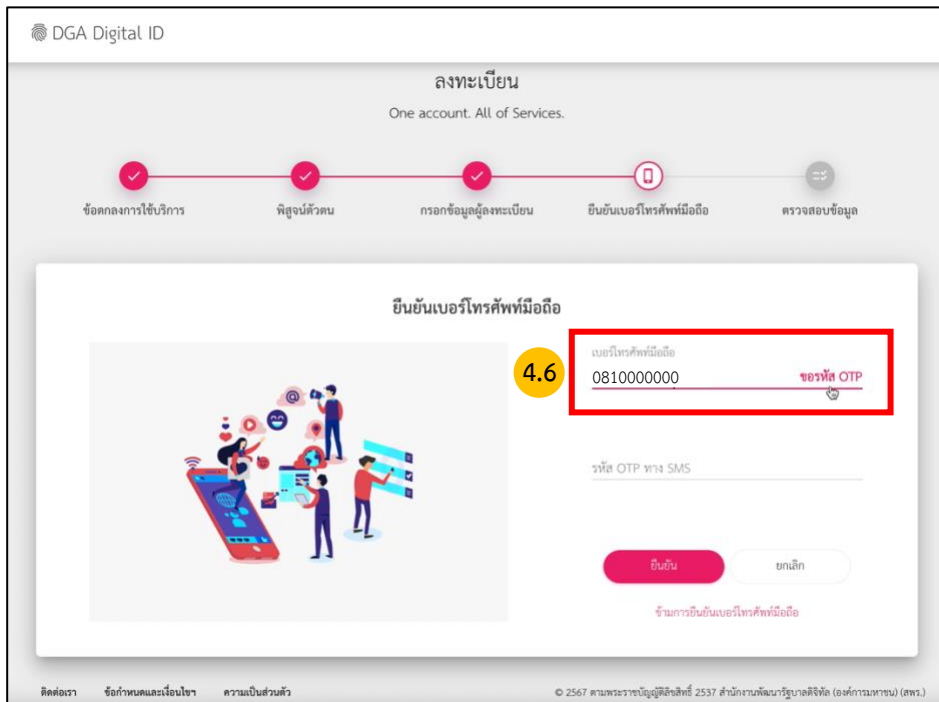 DGA Digital ID
ลงทะเบียน
One account. All of Services.
ข้อตกลงการใช้บริการ
พิสูจน์ตัวตน
กรอกข้อมูลผู้ลงทะเบียน
ยืนยันเบอร์โทรศัพท์มือถือ
ตรวจสอบข้อมูล
ยืนยันเบอร์โทรศัพท์มือถือ
4.6
เบอร์โทรศัพท์มือถือ
0810000000 ขอรหัส OTP
รหัส OTP ทาง SMS
ยืนยัน ยกเลิก
ข้ามการยืนยันเบอร์โทรศัพท์มือถือ
ติดต่อเรา ข้อกำหนดและเงื่อนไขฯ ความเป็นส่วนตัว © 2567 ตามพระราชบัญญัติลิขสิทธิ์ 2537 สำนักงานพัฒนารัฐบาลดิจิทัล (องค์การมหาชน) (สพร.)